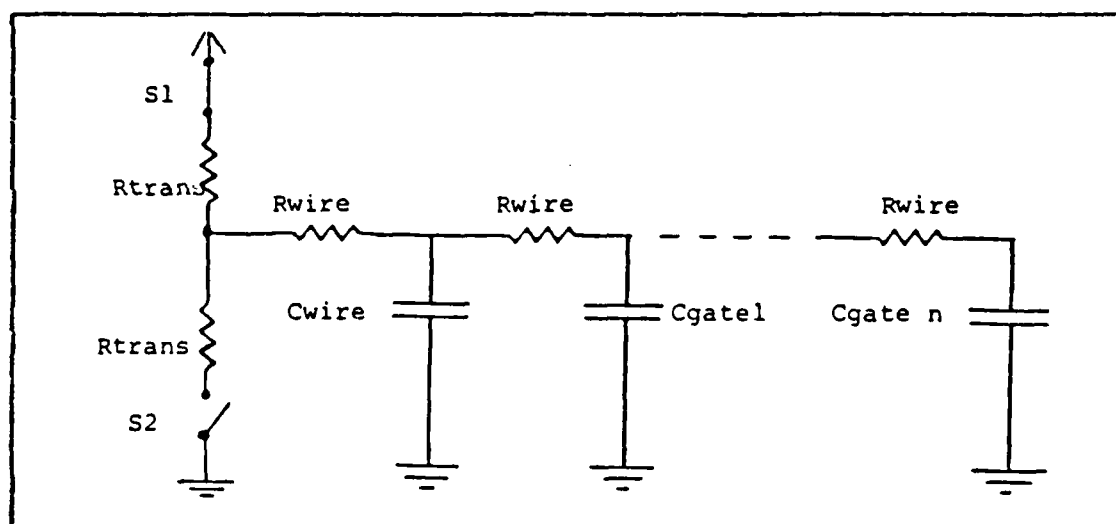 S1
Rtrans
Rwire
Rwire
Rwire
Cwire
Cgate1
Cgate n
Rtrans
S2